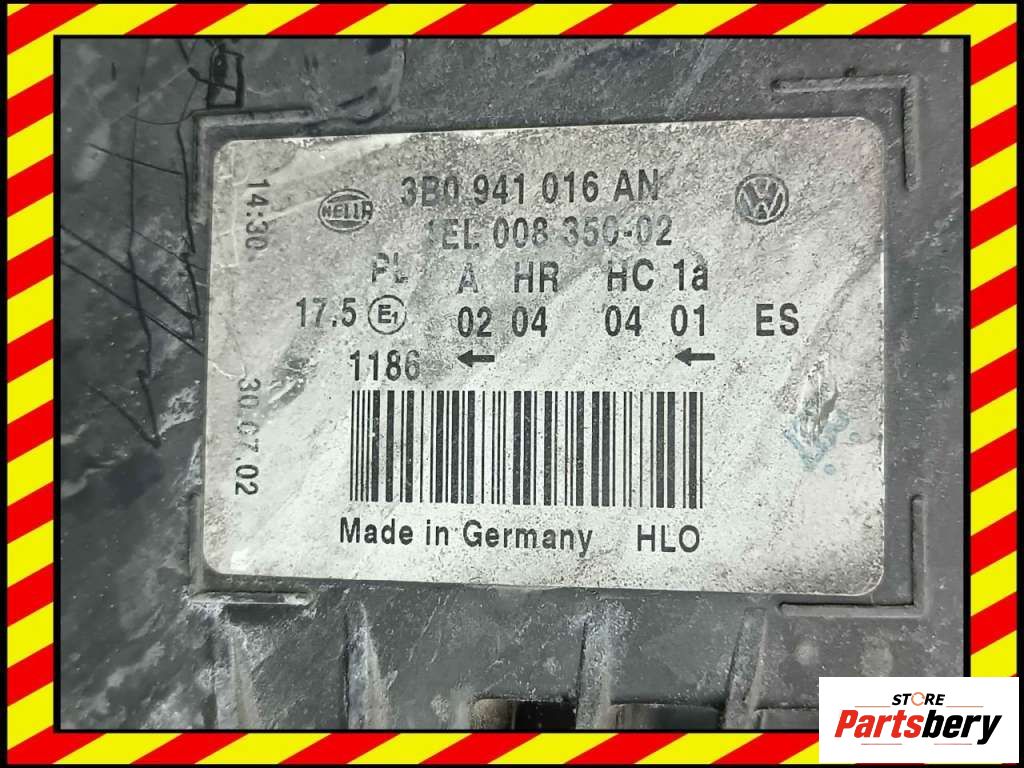 HELLA
3B0 941 016 AN
1EL 008 350-02
PL A HR HC 1a
17.5 E1 02 04 04 01 ES
1186 ← ←
Made in Germany HLO
14:30
30.07.02
STORE
Partsbery